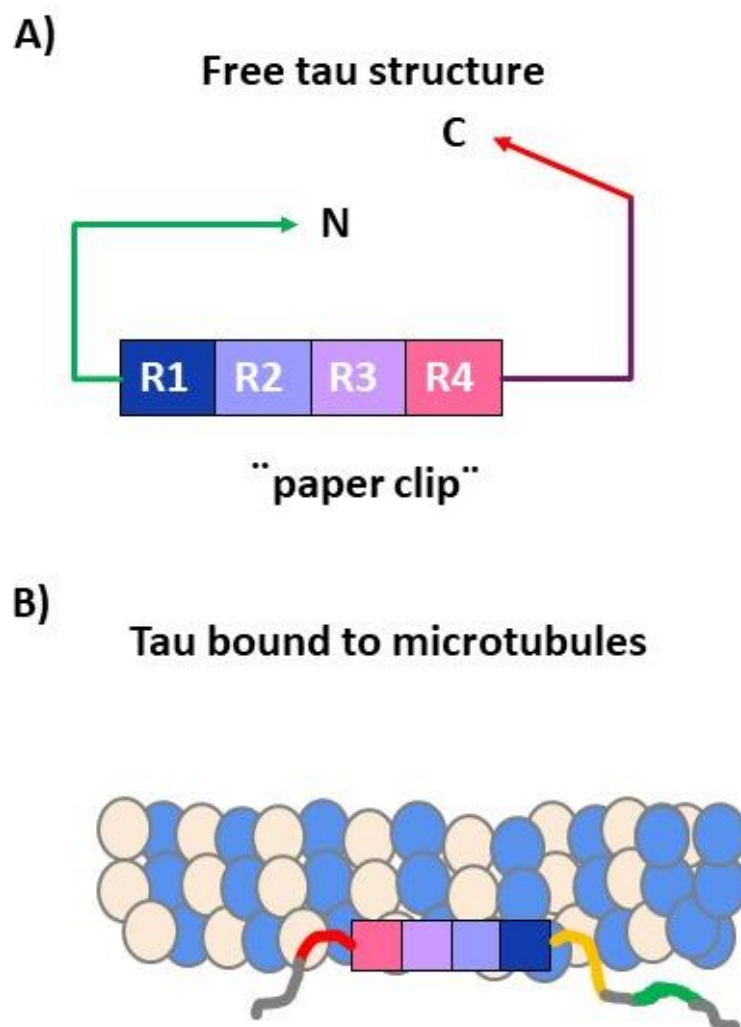 A)
Free tau structure
C
N
R1 R2 R3 R4
¨paper clip¨
B)
Tau bound to microtubules